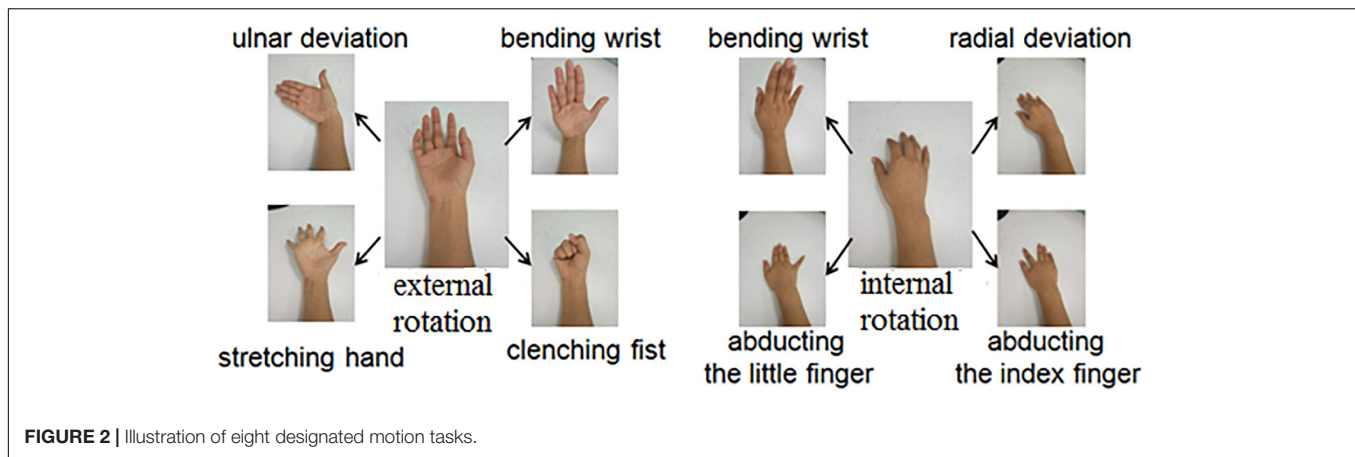 ulnar deviation
bending wrist
bending wrist
radial deviation
external
rotation
internal
rotation
stretching hand
clenching fist
abducting
the little finger
abducting
the index finger
FIGURE 2 | Illustration of eight designated motion tasks.